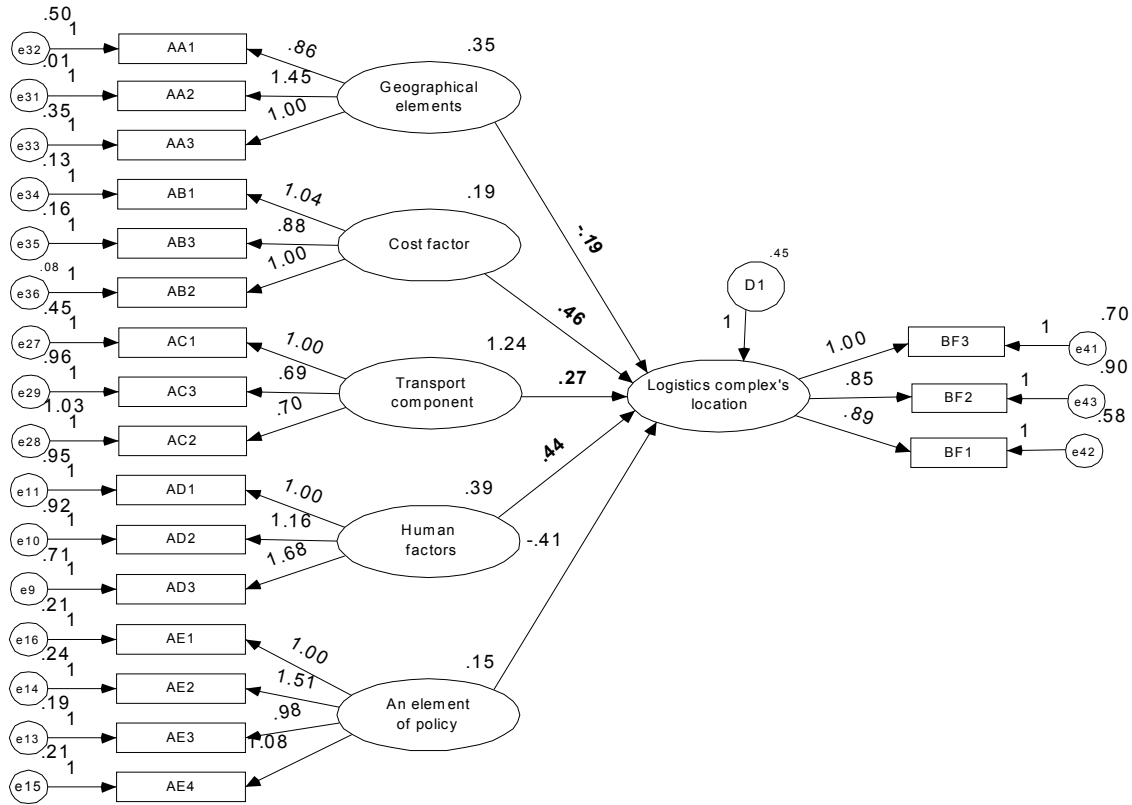 .50
1
e32
AA1
.86
.35
.01
1
e31
AA2
1.45
Geographical
elements
.35
1
e33
AA3
1.00
.13
1
e34
AB1
1.04
.19
.16
1
e35
AB3
.88
Cost factor
.08
1
e36
AB2
1.00
-.19
.45
D1
1
.46
.45
1
e27
AC1
1.00
1.24
.96
1
e29
AC3
.69
Transport
component
.27
1.03
1
e28
AC2
.70
Logistics complex's
location
1.00
BF3
1
.70
e41
.85
BF2
1
.90
e43
.89
BF1
1
.58
e42
.95
1
e11
AD1
1.00
.39
.44
.92
1
e10
AD2
1.16
Human
factors
-.41
.71
1
e9
AD3
1.68
.21
1
e16
AE1
1.00
.15
.24
1
e14
AE2
1.51
An element
of policy
.19
1
e13
AE3
.98
.21
1
e15
AE4
1.08